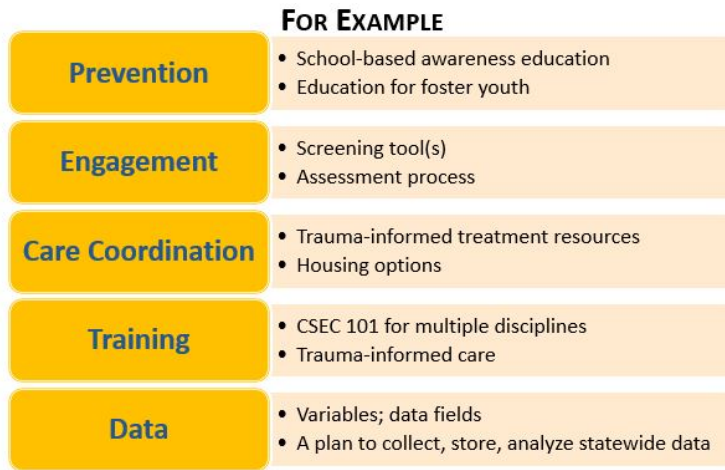 FOR EXAMPLE
Prevention
• School-based awareness education
• Education for foster youth
Engagement
• Screening tool(s)
• Assessment process
Care Coordination
• Trauma-informed treatment resources
• Housing options
Training
• CSEC 101 for multiple disciplines
• Trauma-informed care
Data
• Variables; data fields
• A plan to collect, store, analyze statewide data